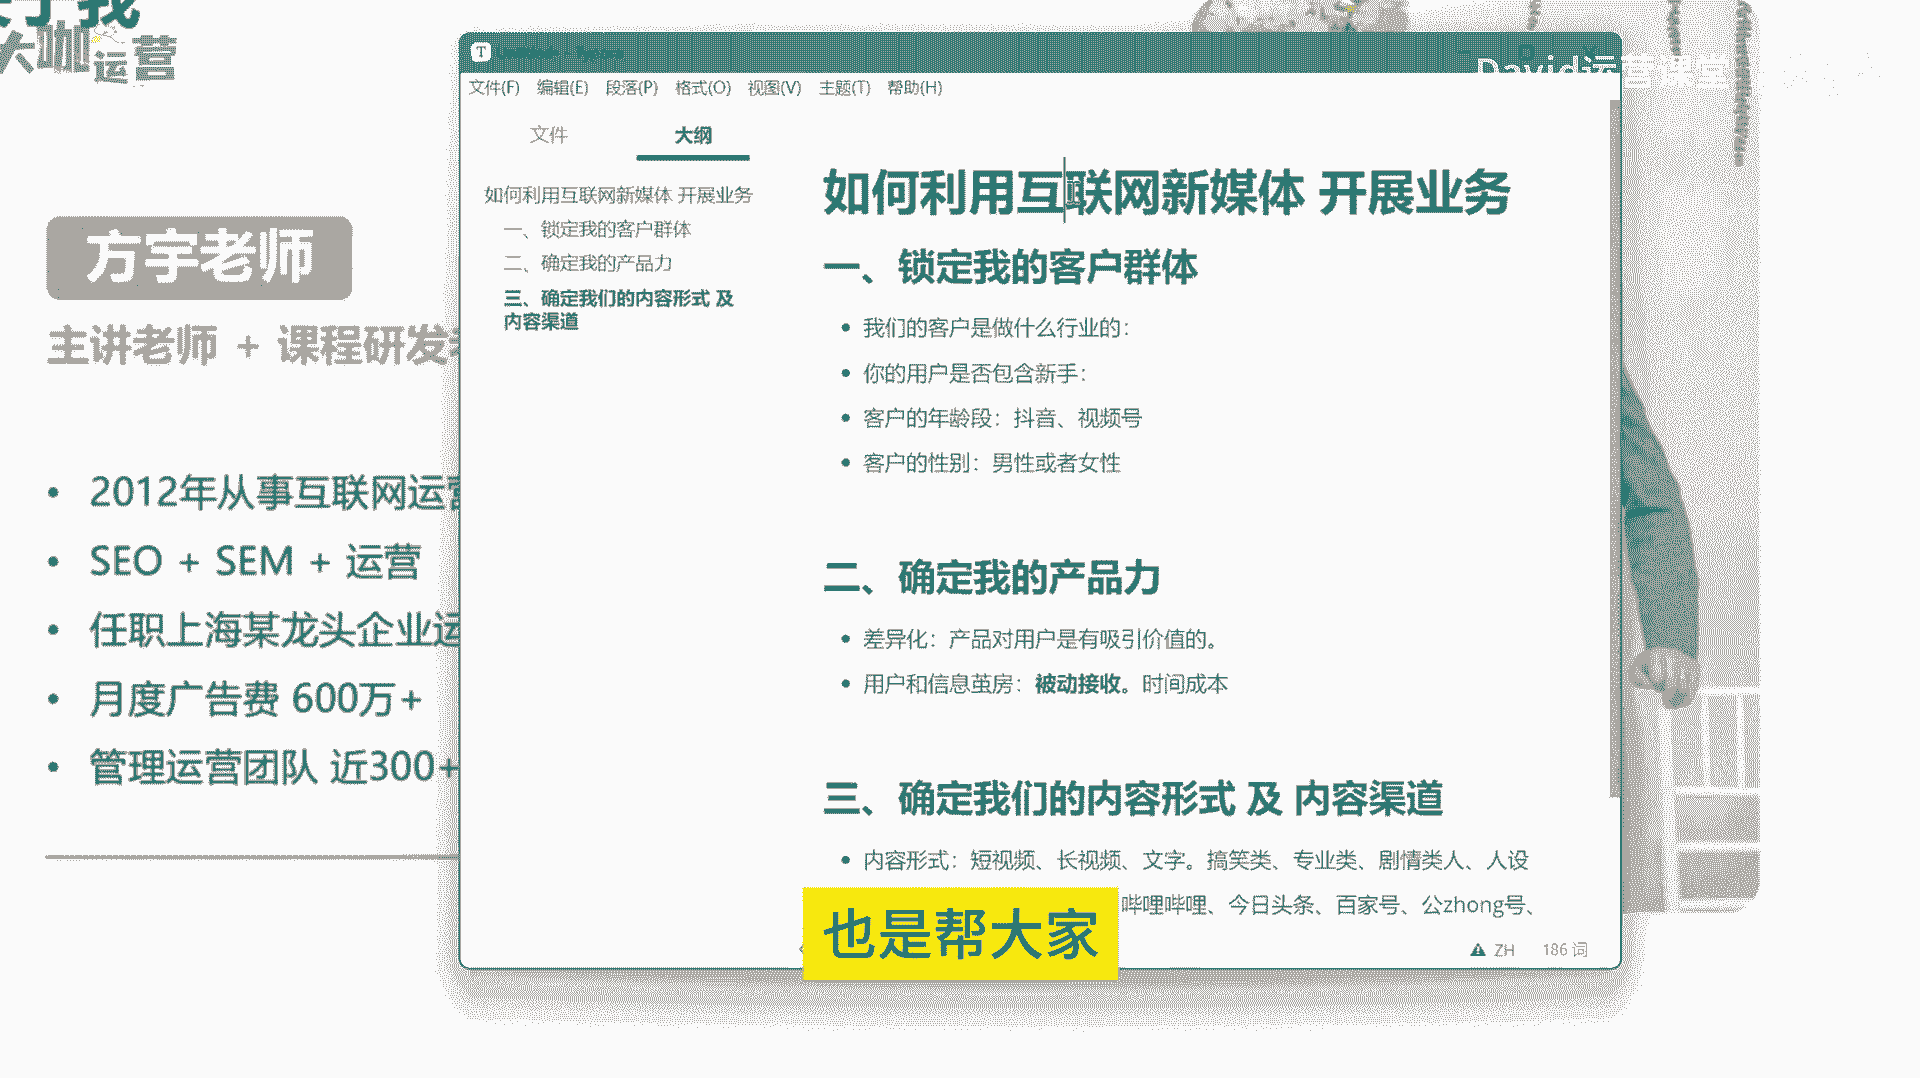 大咖运营
方宇老师
主讲老师 + 课程研发
• 2012年从事互联网运营
• SEO + SEM + 运营
• 任职上海某龙头企业运
• 月度广告费 600万+
• 管理运营团队 近300+
David运营课堂
文件(F) 编辑(E) 段落(P) 格式(O) 视图(V) 主题(T) 帮助(H)
文件 大纲
如何利用互联网新媒体 开展业务
一、锁定我的客户群体
二、确定我的产品力
三、确定我们的内容形式 及
内容渠道
如何利用互联网新媒体 开展业务
一、锁定我的客户群体
• 我们的客户是做什么行业的：
• 你的用户是否包含新手：
• 客户的年龄段：抖音、视频号
• 客户的性别：男性或者女性
二、确定我的产品力
• 差异化：产品对用户是有吸引价值的。
• 用户和信息茧房：被动接收。时间成本
三、确定我们的内容形式 及 内容渠道
• 内容形式：短视频、长视频、文字。搞笑类、专业类、剧情类人、人设
哔哩哔哩、今日头条、百家号、公zhong号、
也是帮大家
ZH 186 词